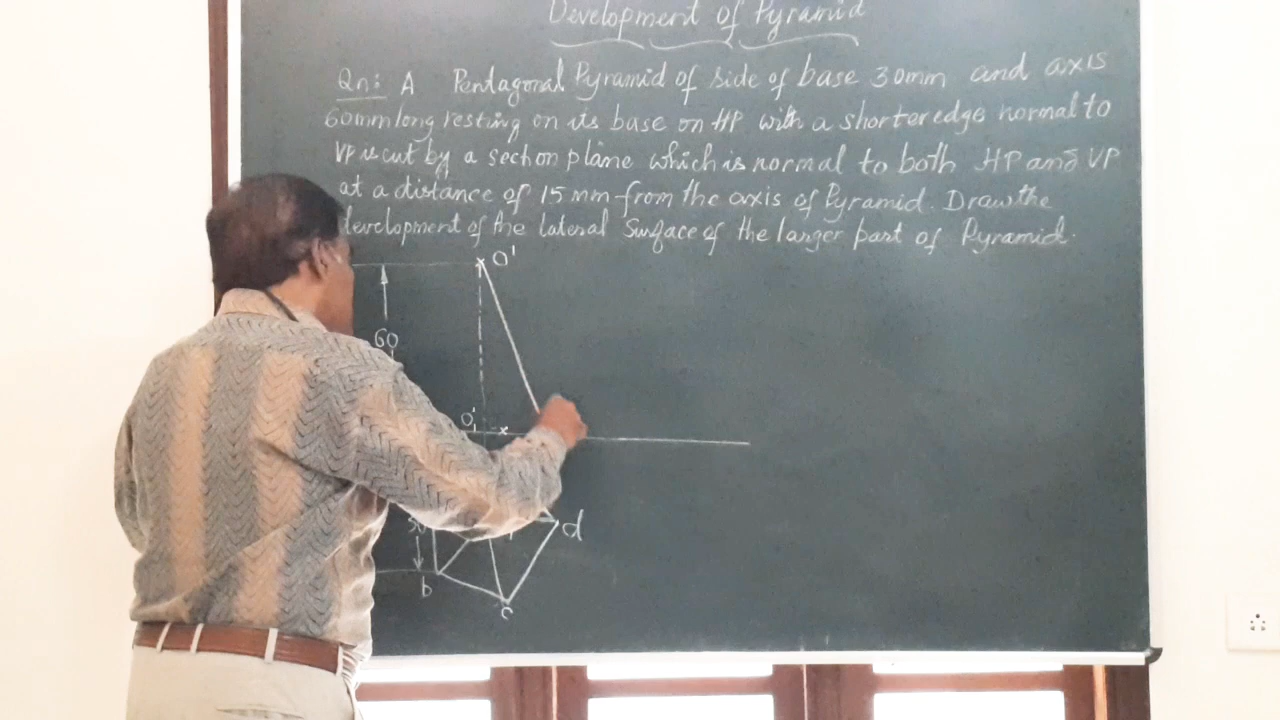 Development of Pyramid
Qn: A Pentagonal Pyramid of side of base 30mm and axis
60mm long resting on its base on HP with a shorter edge normal to
VP is cut by a section plane which is normal to both HP and VP
at a distance of 15 mm from the axis of Pyramid. Draw the
development of the lateral Surface of the larger part of Pyramid.
O'
60
O'₁ x
d
b
c